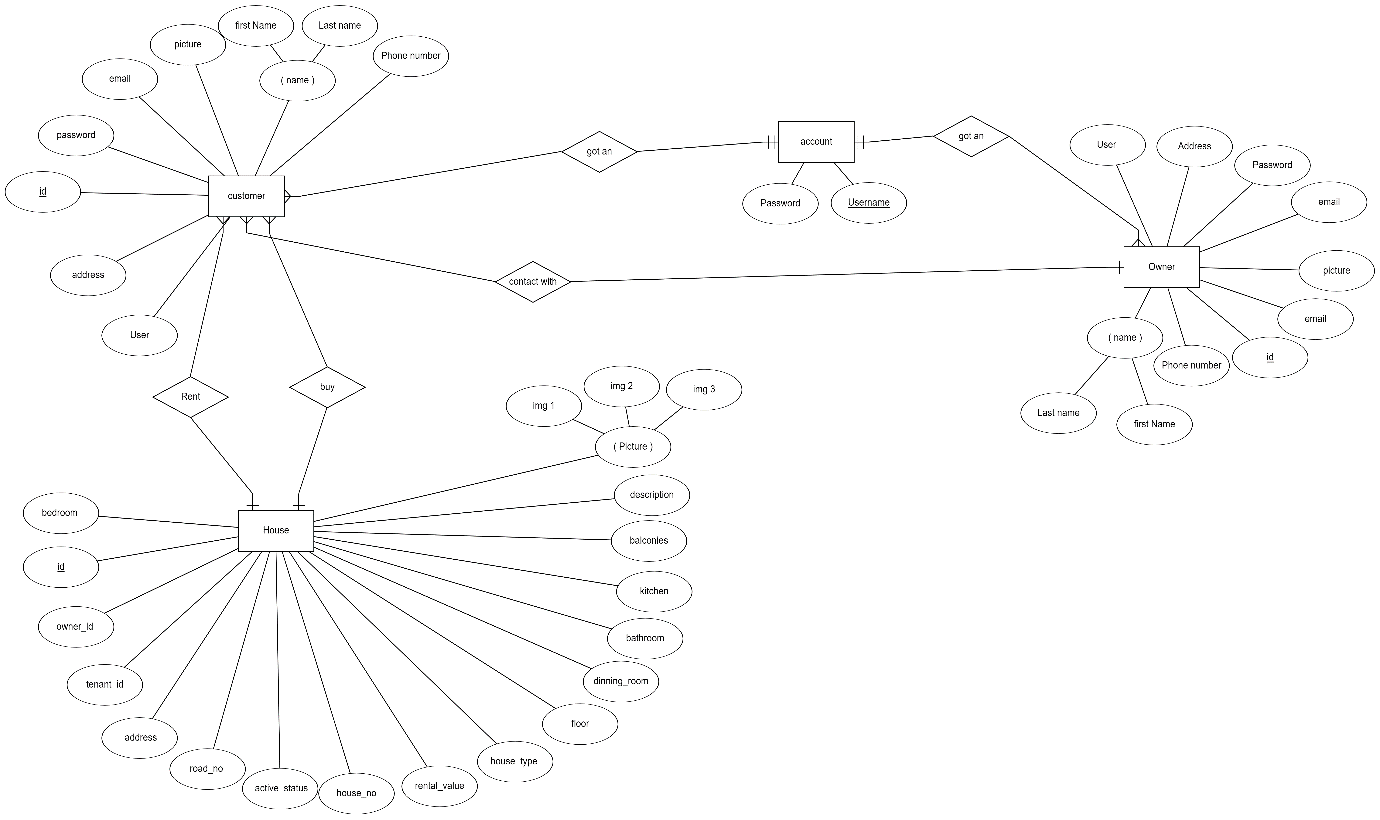 first Name
Last name
picture
Phone number
( name )
email
password
id
customer
address
User
got an
account
Password
Username
got an
User
Address
Password
email
Owner
picture
email
id
Phone number
( name )
Last name
first Name
contact with
Rent
buy
img 1
img 2
img 3
( Picture )
description
balconies
kitchen
bathroom
dinning_room
floor
house_type
rental_value
house_no
active_status
road_no
address
tenant_id
owner_id
id
bedroom
House